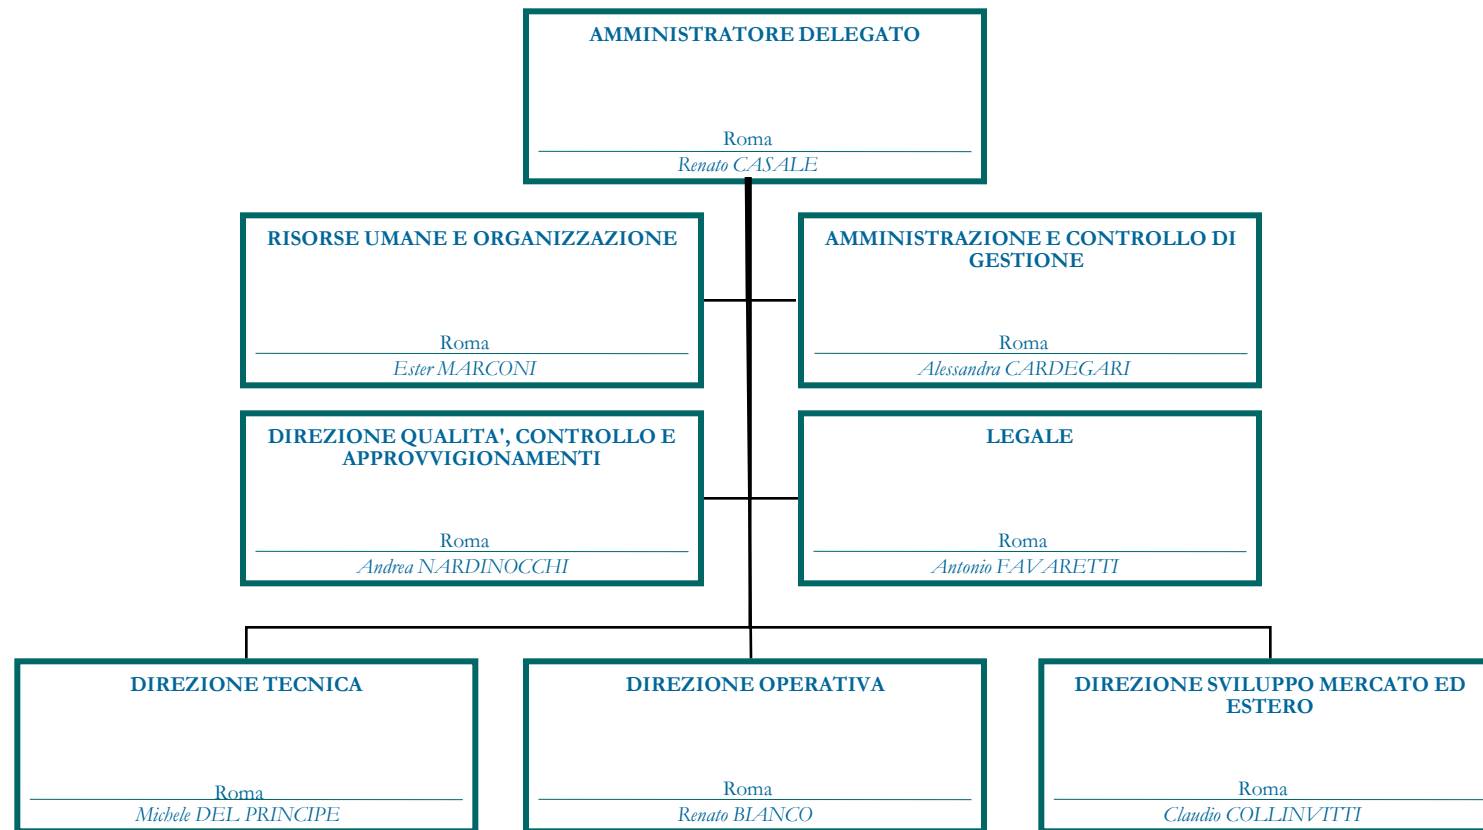 AMMINISTRATORE DELEGATO
Roma
Renato CASALE
RISORSE UMANE E ORGANIZZAZIONE
Roma
Ester MARCONI
AMMINISTRAZIONE E CONTROLLO DI
GESTIONE
Roma
Alessandra CARDEGARI
DIREZIONE QUALITA', CONTROLLO E
APPROVVIGIONAMENTI
Roma
Andrea NARDINOCCHI
LEGALE
Roma
Antonio FAVARETTI
DIREZIONE TECNICA
Roma
Michele DEL PRINCIPE
DIREZIONE OPERATIVA
Roma
Renato BIANCO
DIREZIONE SVILUPPO MERCATO ED
ESTERO
Roma
Claudio COLLINVITTI